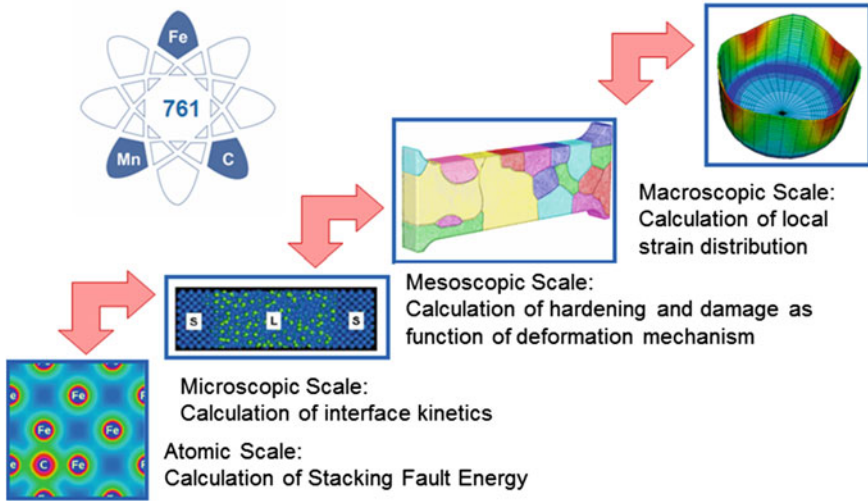 Fe
761
Mn
C
Macroscopic Scale:
Calculation of local
strain distribution
Mesoscopic Scale:
Calculation of hardening and damage as
function of deformation mechanism
S
L
S
Microscopic Scale:
Calculation of interface kinetics
Atomic Scale:
Calculation of Stacking Fault Energy
Fe
Fe
Fe
C
Fe